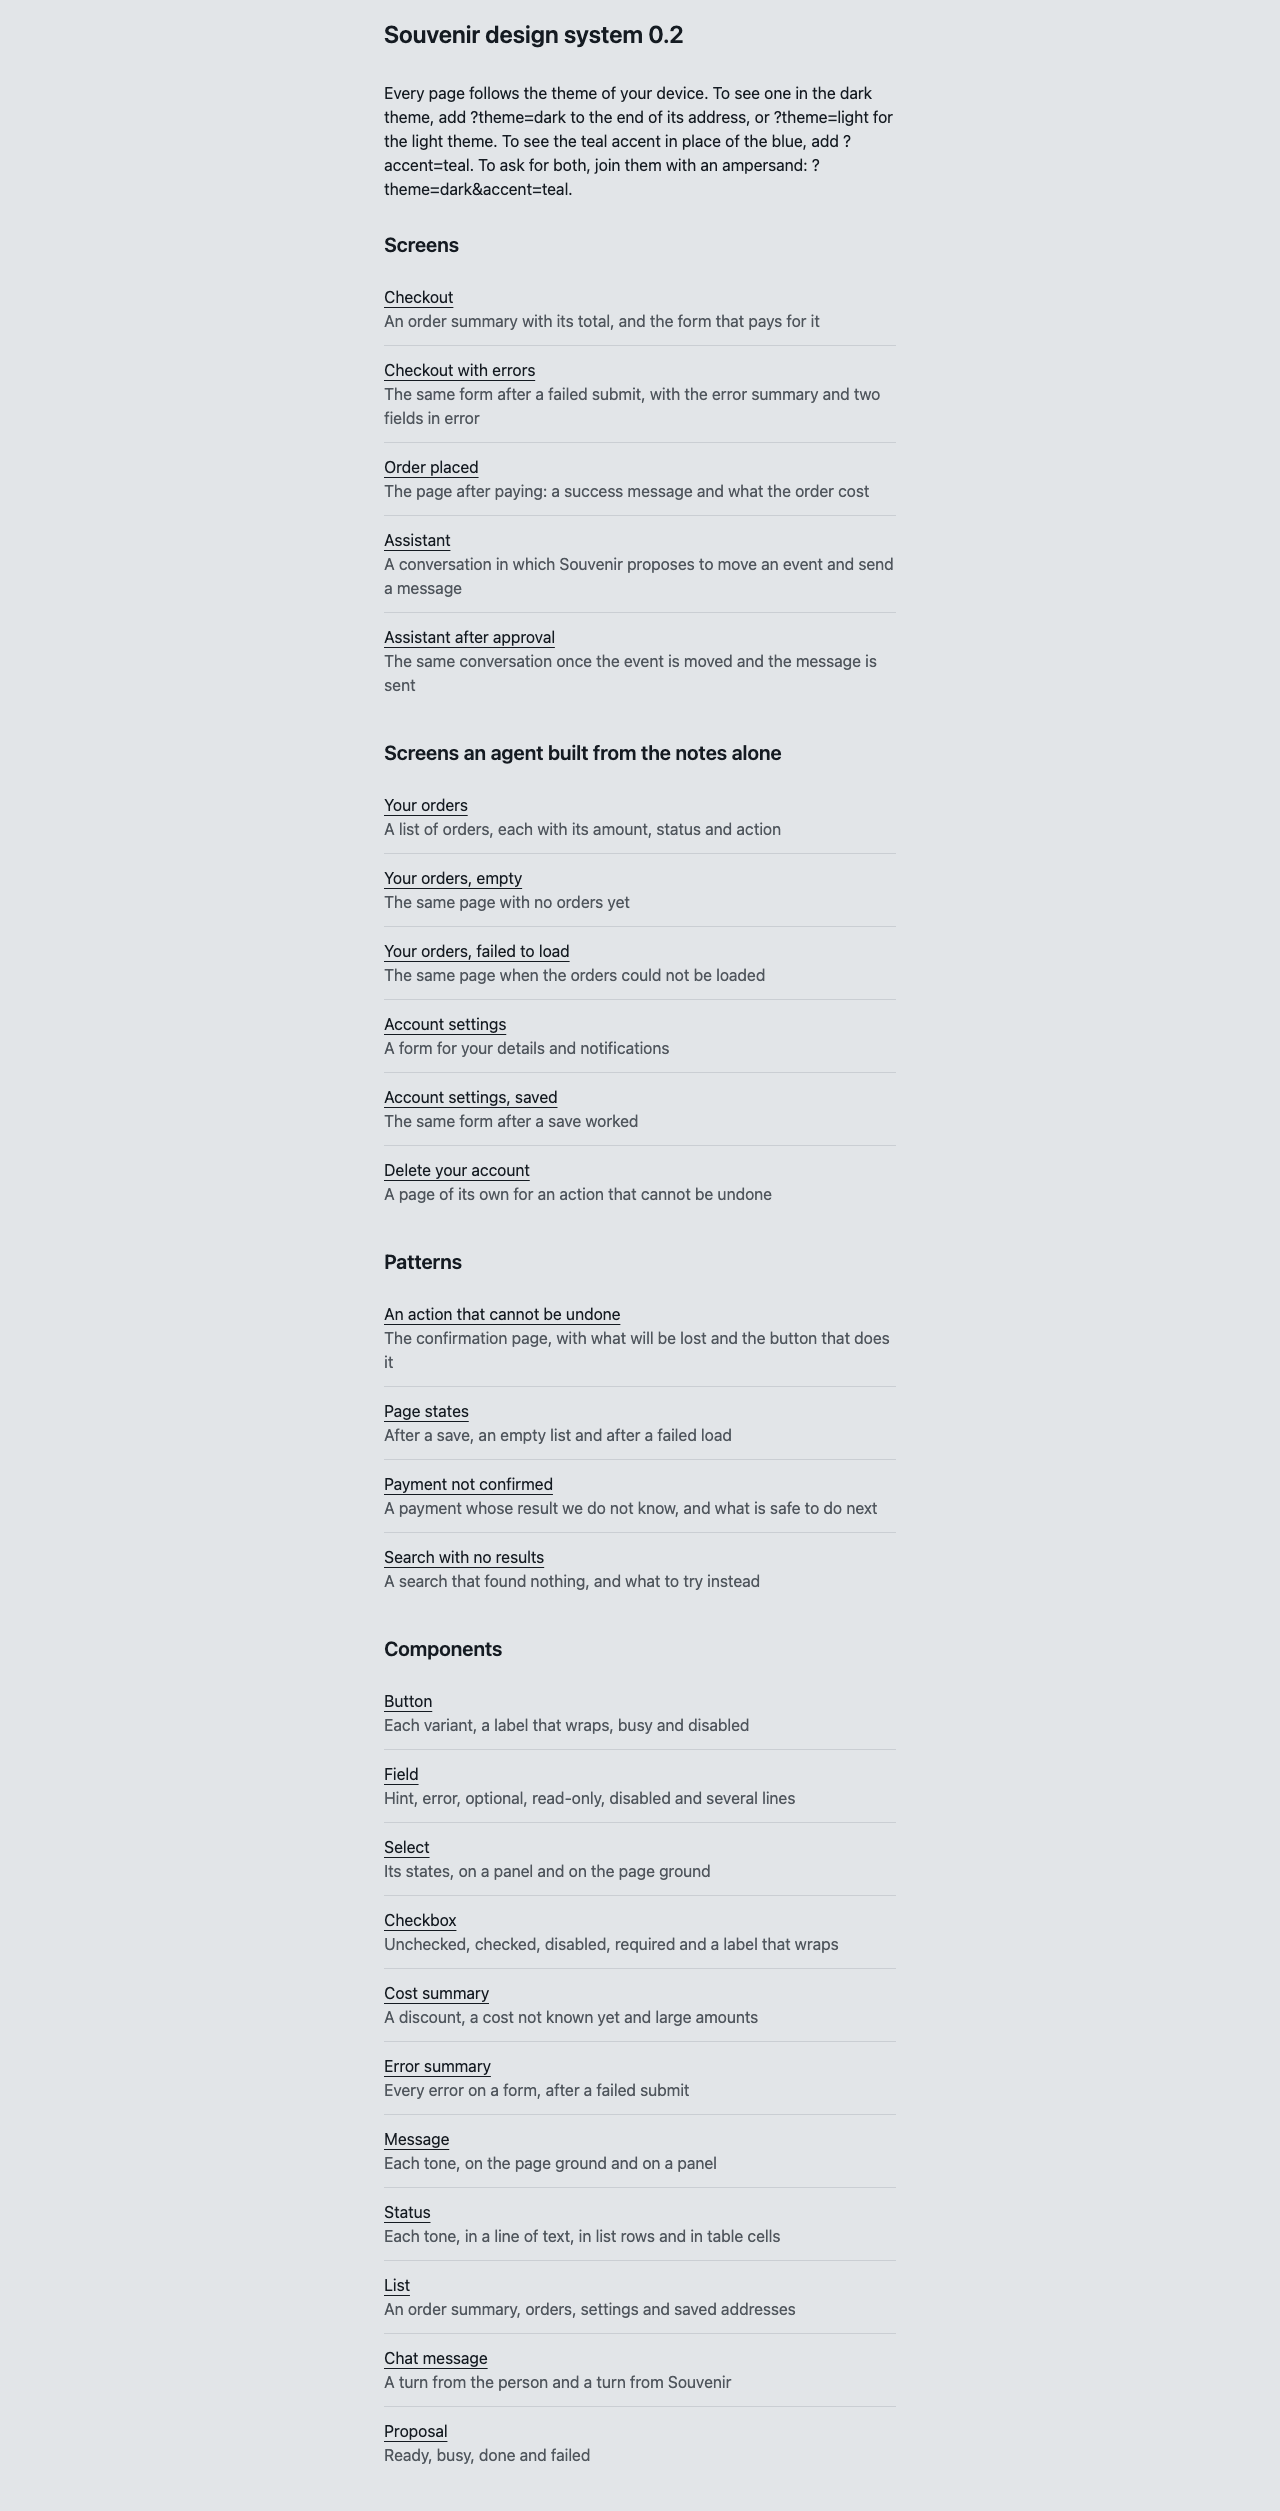 Souvenir design system 0.2
Every page follows the theme of your device. To see one in the dark
theme, add ?theme=dark to the end of its address, or ?theme=light for
the light theme. To see the teal accent in place of the blue, add ?
accent=teal. To ask for both, join them with an ampersand: ?
theme=dark&accent=teal.
Screens
Checkout
An order summary with its total, and the form that pays for it
Checkout with errors
The same form after a failed submit, with the error summary and two
fields in error
Order placed
The page after paying: a success message and what the order cost
Assistant
A conversation in which Souvenir proposes to move an event and send
a message
Assistant after approval
The same conversation once the event is moved and the message is
sent
Screens an agent built from the notes alone
Your orders
A list of orders, each with its amount, status and action
Your orders, empty
The same page with no orders yet
Your orders, failed to load
The same page when the orders could not be loaded
Account settings
A form for your details and notifications
Account settings, saved
The same form after a save worked
Delete your account
A page of its own for an action that cannot be undone
Patterns
An action that cannot be undone
The confirmation page, with what will be lost and the button that does
it
Page states
After a save, an empty list and after a failed load
Payment not confirmed
A payment whose result we do not know, and what is safe to do next
Search with no results
A search that found nothing, and what to try instead
Components
Button
Each variant, a label that wraps, busy and disabled
Field
Hint, error, optional, read-only, disabled and several lines
Select
Its states, on a panel and on the page ground
Checkbox
Unchecked, checked, disabled, required and a label that wraps
Cost summary
A discount, a cost not known yet and large amounts
Error summary
Every error on a form, after a failed submit
Message
Each tone, on the page ground and on a panel
Status
Each tone, in a line of text, in list rows and in table cells
List
An order summary, orders, settings and saved addresses
Chat message
A turn from the person and a turn from Souvenir
Proposal
Ready, busy, done and failed